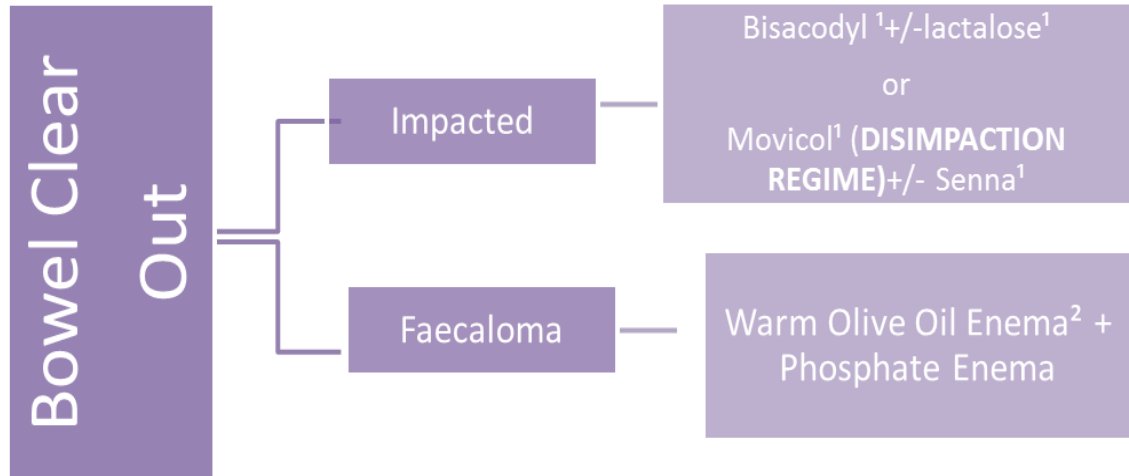 Bowel Clear
Out
Impacted
Bisacodyl ¹+/-lactalose¹
or
Movicol¹ (DISIMPACTION
REGIME)+/- Senna¹
Faecaloma
Warm Olive Oil Enema² +
Phosphate Enema